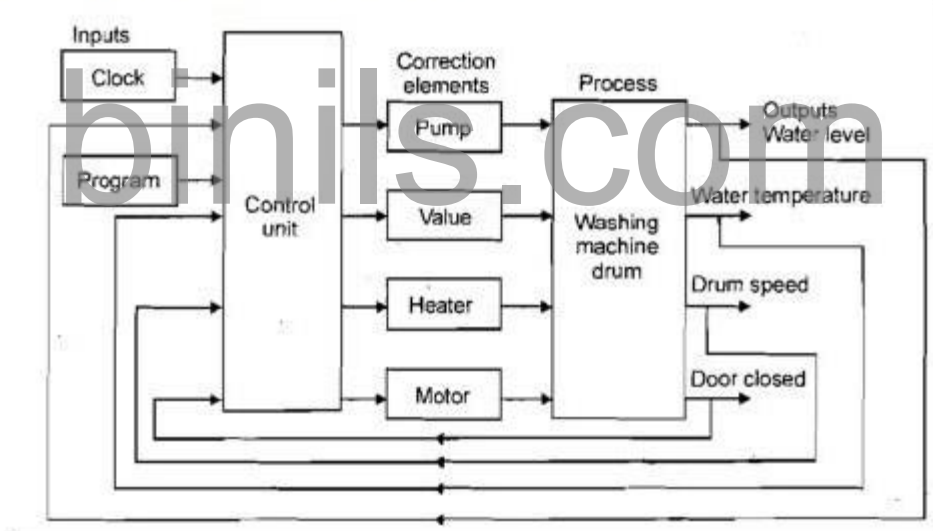 Inputs
Clock
Program
Control
unit
Correction
elements
Pump
Value
Heater
Motor
Process
Washing
machine
drum
Outputs
Water level
Water temperature
Drum speed
Door closed
binils.com